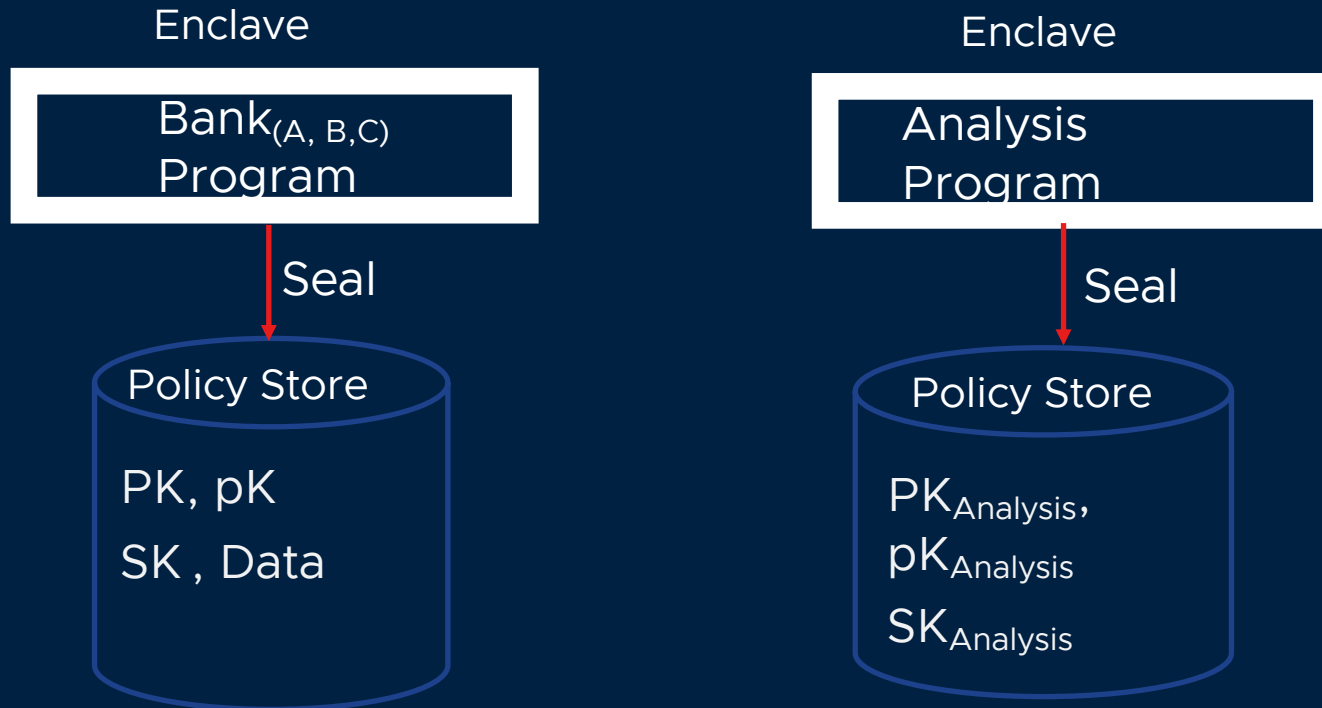 Enclave
Bank(A, B,C)
Program
Seal
Policy Store
PK, pK
SK , Data
Enclave
Analysis
Program
Seal
Policy Store
PKAnalysis,
pKAnalysis
SKAnalysis